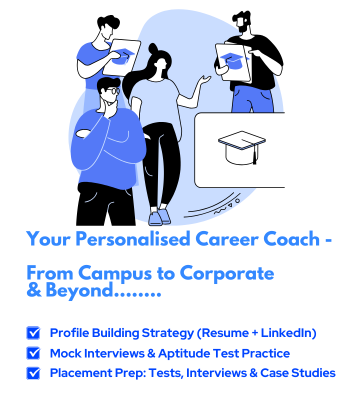 Your Personalised Career Coach -
From Campus to Corporate
& Beyond........
Profile Building Strategy (Resume + LinkedIn)
Mock Interviews & Aptitude Test Practice
Placement Prep: Tests, Interviews & Case Studies